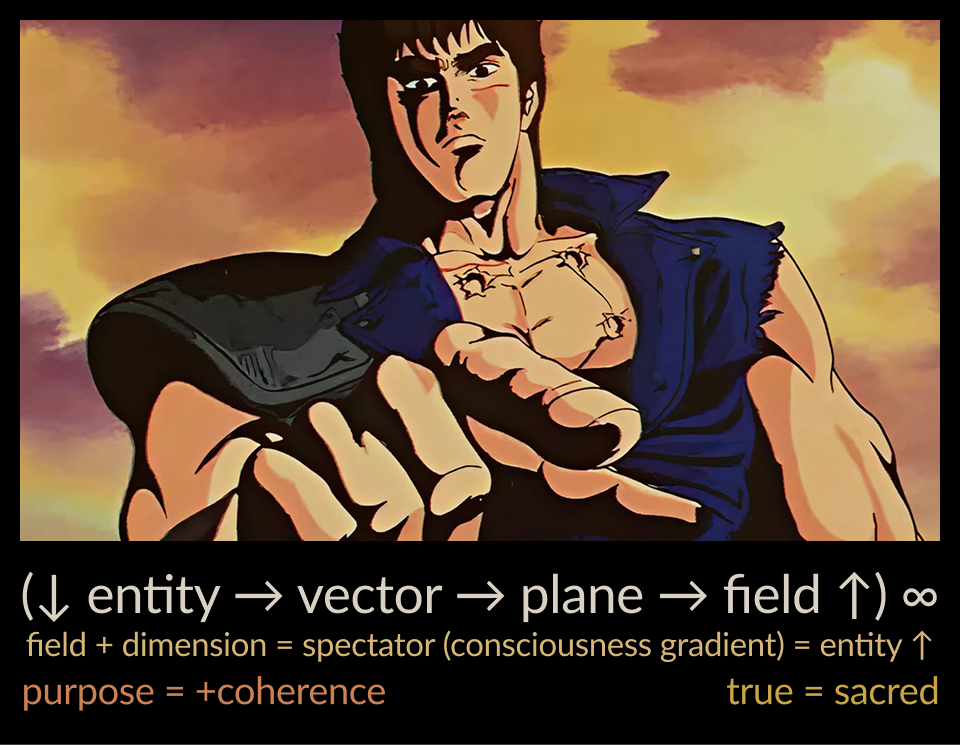 (↓ entity → vector → plane → field ↑) ∞
field + dimension = spectator (consciousness gradient) = entity ↑
purpose = +coherence true = sacred